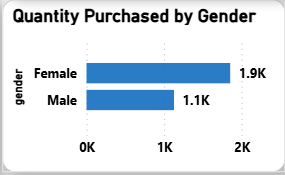 Quantity Purchased by Gender
gender
Female 1.9K
Male 1.1K
0K 1K 2K